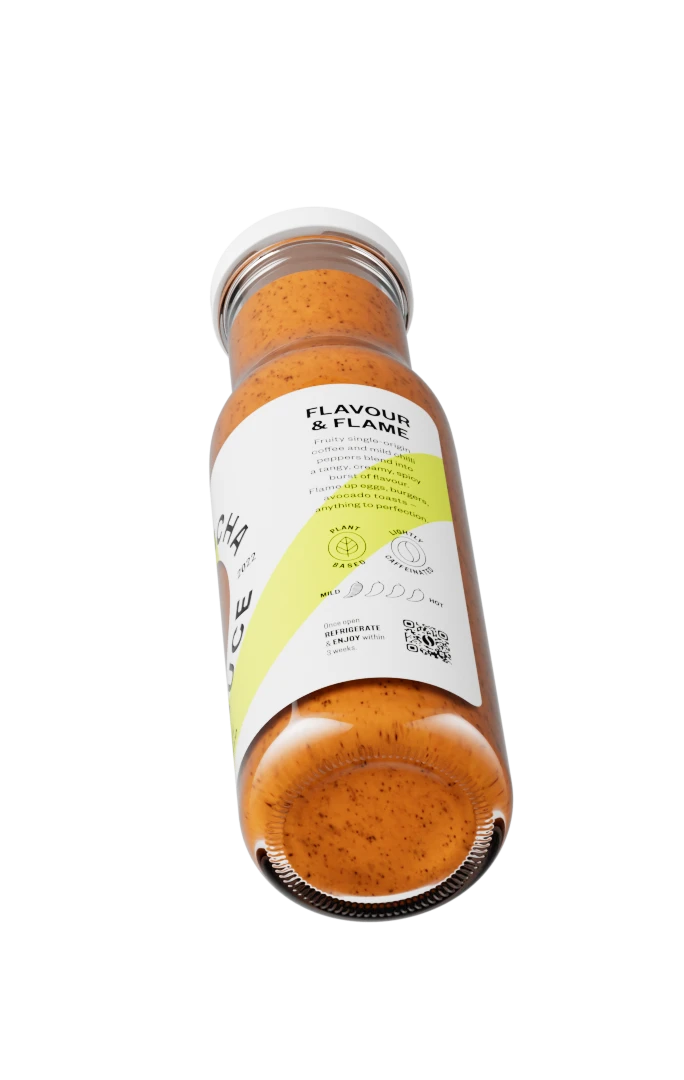 CHA
2022
UCE
FLAVOUR
& FLAME
Fruity single-origin
coffee and mild chilli
peppers blend into
a tangy, creamy, spicy
burst of flavour.
Flame up eggs, burgers,
avocado toasts –
anything to perfection.
PLANT
BASED
LIGHTLY
CAFFEINATED
MILD
HOT
Once open
REFRIGERATE
& ENJOY within
3 weeks.